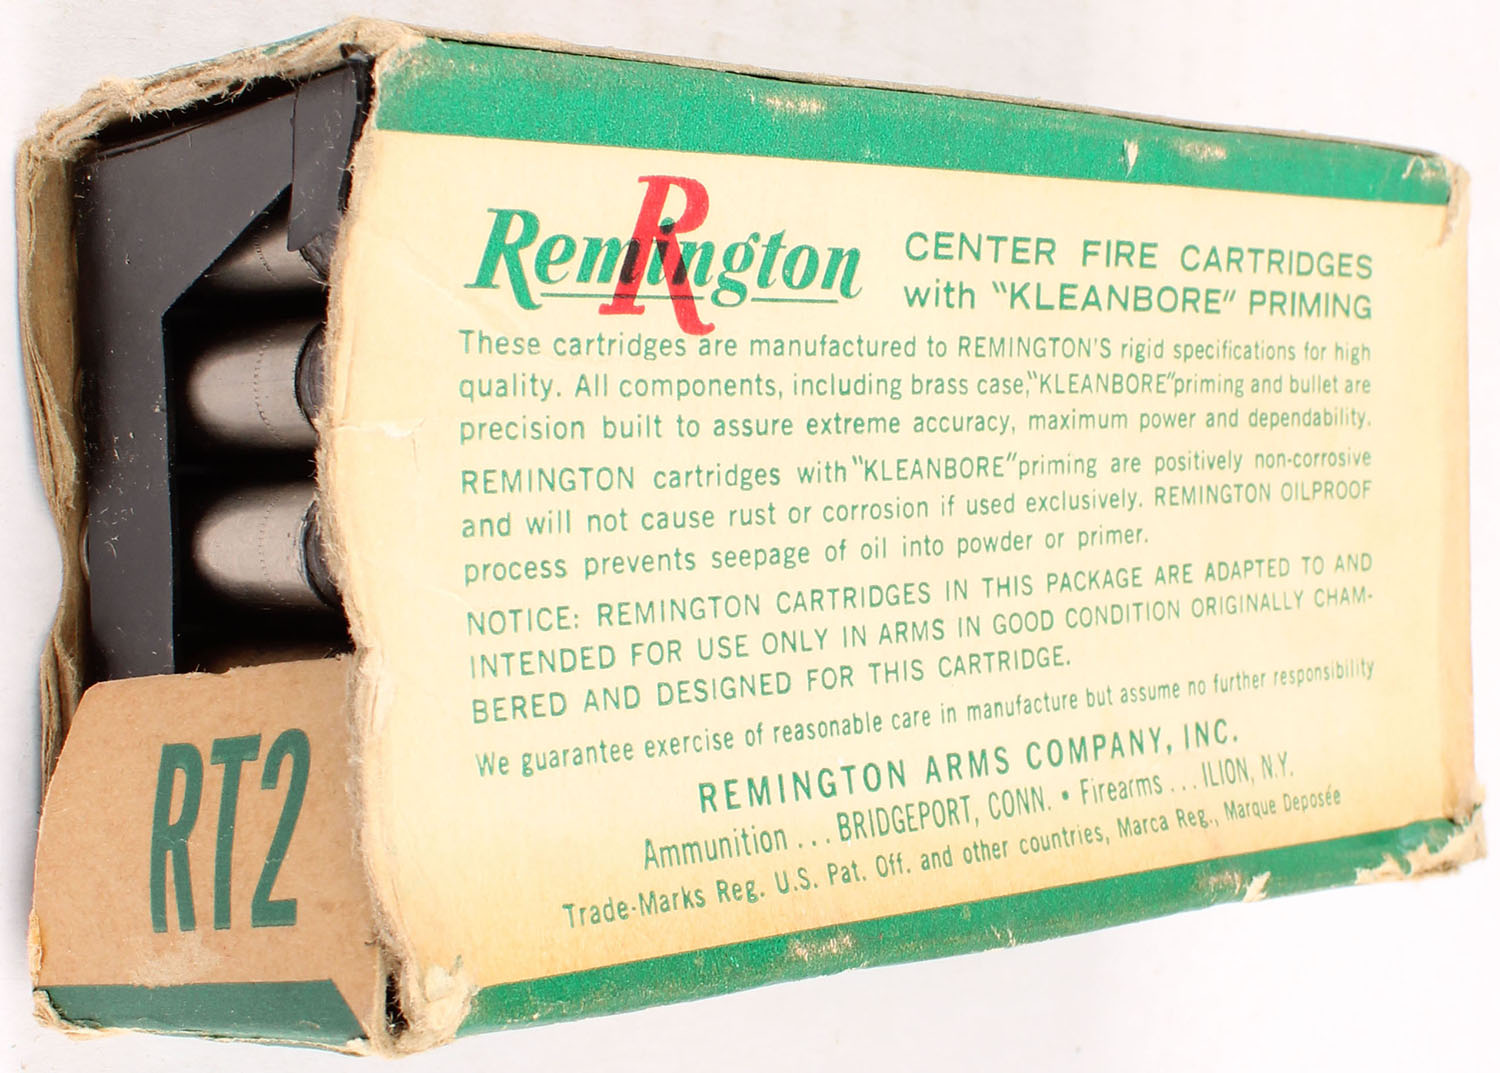 Remington
R
CENTER FIRE CARTRIDGES
with "KLEANBORE" PRIMING
These cartridges are manufactured to REMINGTON'S rigid specifications for high
quality. All components, including brass case, "KLEANBORE" priming and bullet are
precision built to assure extreme accuracy, maximum power and dependability.
REMINGTON cartridges with "KLEANBORE" priming are positively non-corrosive
and will not cause rust or corrosion if used exclusively. REMINGTON OILPROOF
process prevents seepage of oil into powder or primer.
NOTICE: REMINGTON CARTRIDGES IN THIS PACKAGE ARE ADAPTED TO AND
INTENDED FOR USE ONLY IN ARMS IN GOOD CONDITION ORIGINALLY CHAM-
BERED AND DESIGNED FOR THIS CARTRIDGE.
We guarantee exercise of reasonable care in manufacture but assume no further responsibility
REMINGTON ARMS COMPANY, INC.
Ammunition ... BRIDGEPORT, CONN. • Firearms ... ILION, N.Y.
Trade-Marks Reg. U.S. Pat. Off. and other countries, Marca Reg., Marque Deposée
RT2